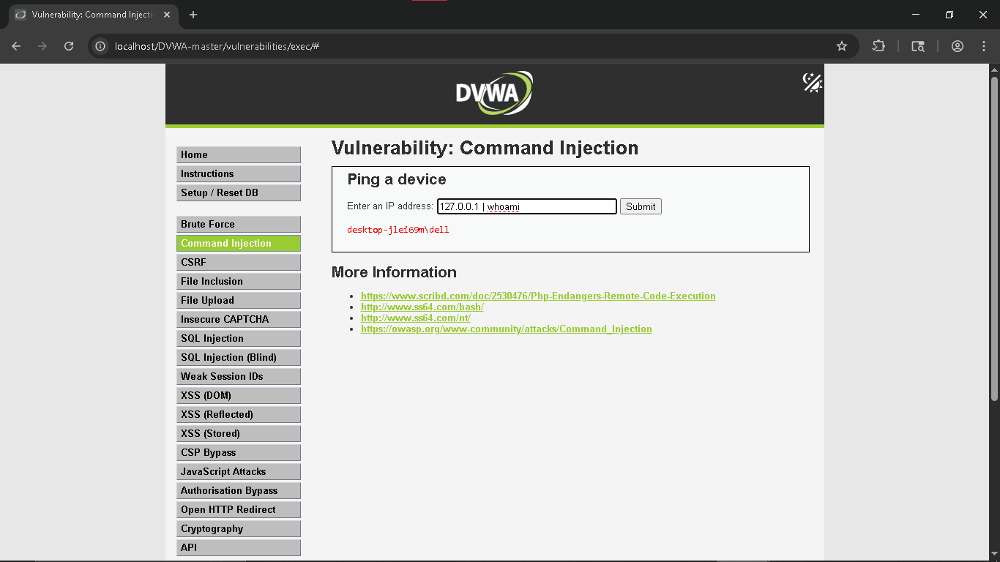 Vulnerability: Command Injecti
localhost/DVWA-master/vulnerabilities/exec/#
DVWA
Home
Instructions
Setup / Reset DB
Brute Force
Command Injection
CSRF
File Inclusion
File Upload
Insecure CAPTCHA
SQL Injection
SQL Injection (Blind)
Weak Session IDs
XSS (DOM)
XSS (Reflected)
XSS (Stored)
CSP Bypass
JavaScript Attacks
Authorisation Bypass
Open HTTP Redirect
Cryptography
API
Vulnerability: Command Injection
Ping a device
Enter an IP address: 127.0.0.1 | whoami Submit
desktop-jlei69m\dell
More Information
https://www.scribd.com/doc/2530476/Php-Endangers-Remote-Code-Execution
http://www.ss64.com/bash/
http://www.ss64.com/nt/
https://owasp.org/www-community/attacks/Command_Injection